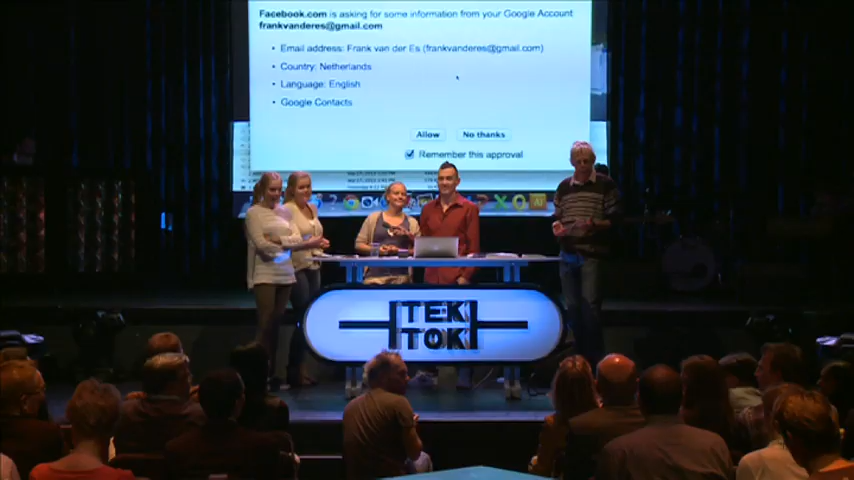 Facebook.com is asking for some information from your Google Account
frankvanderes@gmail.com
• Email address: Frank van der Es (frankvanderes@gmail.com)
• Country: Netherlands
• Language: English
• Google Contacts
Allow No thanks
Remember this approval
TEK
TOK